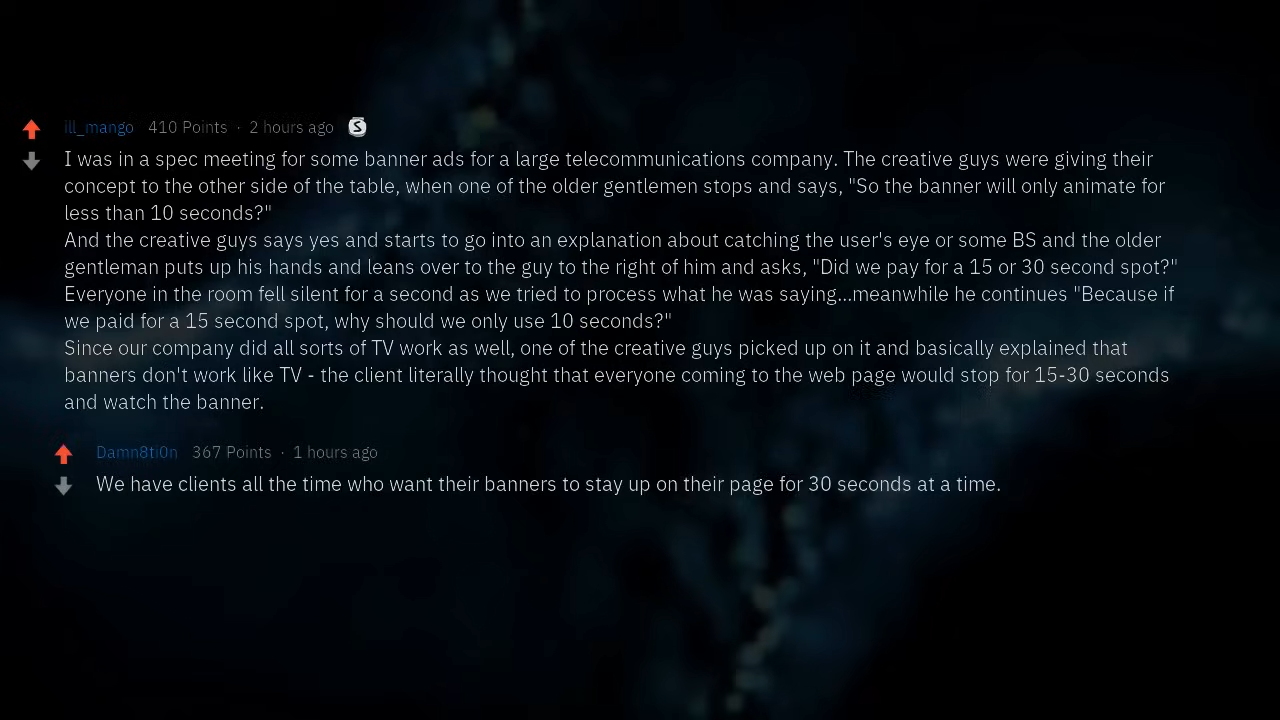 ill_mango 410 Points · 2 hours ago S
I was in a spec meeting for some banner ads for a large telecommunications company. The creative guys were giving their
concept to the other side of the table, when one of the older gentlemen stops and says, "So the banner will only animate for
less than 10 seconds?"
And the creative guys says yes and starts to go into an explanation about catching the user's eye or some BS and the older
gentleman puts up his hands and leans over to the guy to the right of him and asks, "Did we pay for a 15 or 30 second spot?"
Everyone in the room fell silent for a second as we tried to process what he was saying...meanwhile he continues "Because if
we paid for a 15 second spot, why should we only use 10 seconds?"
Since our company did all sorts of TV work as well, one of the creative guys picked up on it and basically explained that
banners don't work like TV - the client literally thought that everyone coming to the web page would stop for 15-30 seconds
and watch the banner.
Damn8ti0n 367 Points · 1 hours ago
We have clients all the time who want their banners to stay up on their page for 30 seconds at a time.